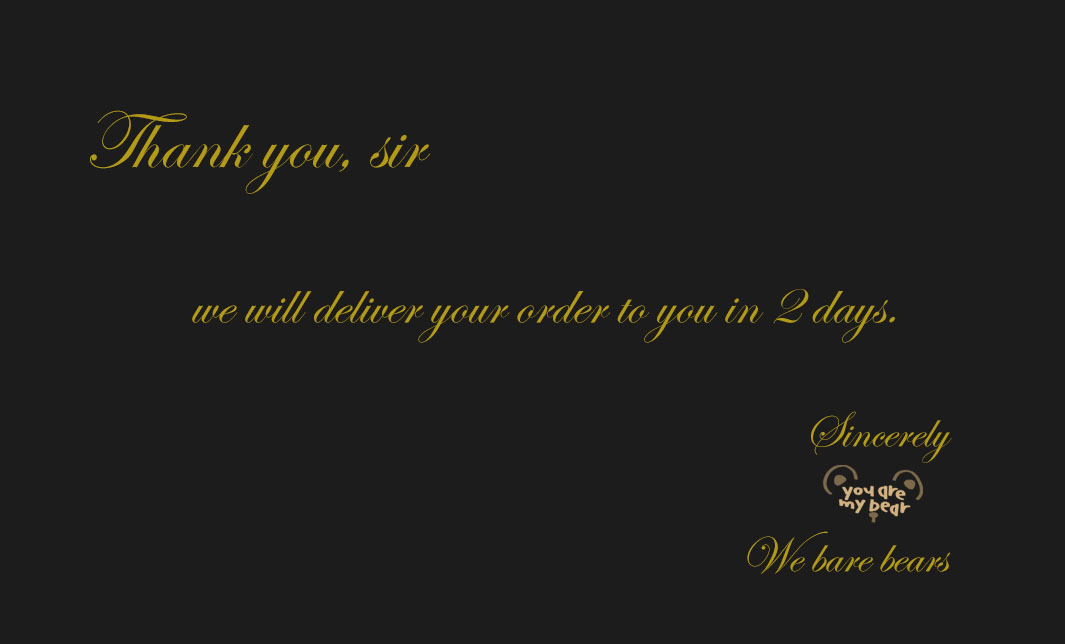 Thank you, sir
we will deliver your order to you in 2 days.
Sincerely
you are
my bear
We bare bears